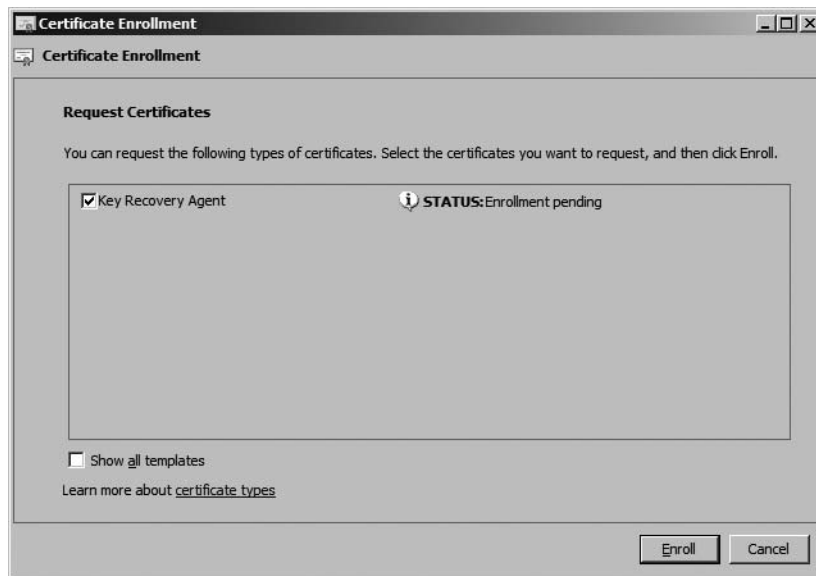 Certificate Enrollment
Certificate Enrollment
Request Certificates
You can request the following types of certificates. Select the certificates you want to request, and then click Enroll.
Key Recovery Agent STATUS:Enrollment pending
Show all templates
Learn more about certificate types
Enroll Cancel